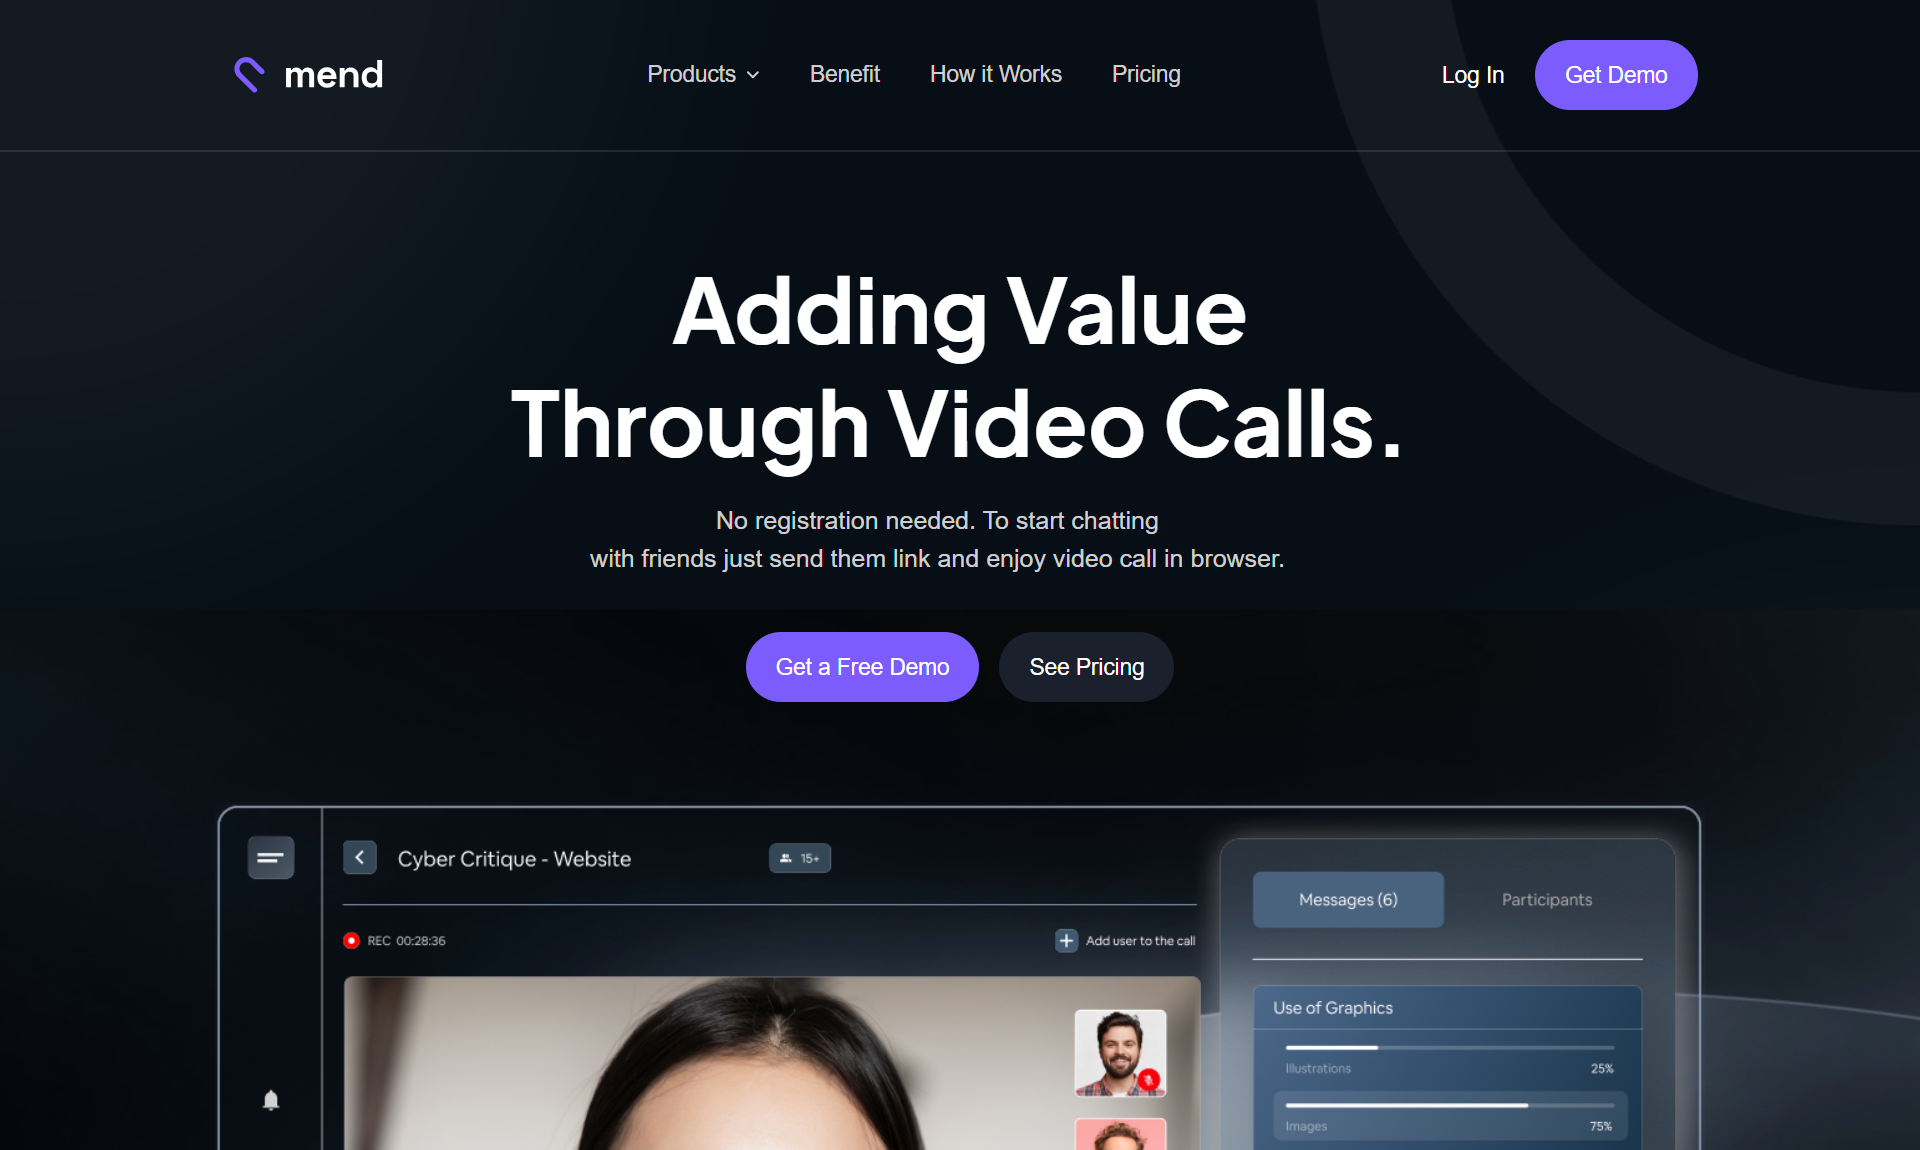 mend
Products
Benefit
How it Works
Pricing
Log In
Get Demo
Adding Value
Through Video Calls.
No registration needed. To start chatting
with friends just send them link and enjoy video call in browser.
Get a Free Demo
See Pricing
Cyber Critique - Website
15+
REC 00:28:36
Add user to the call
Messages (6)
Participants
Use of Graphics
Illustrations
25%
Images
75%